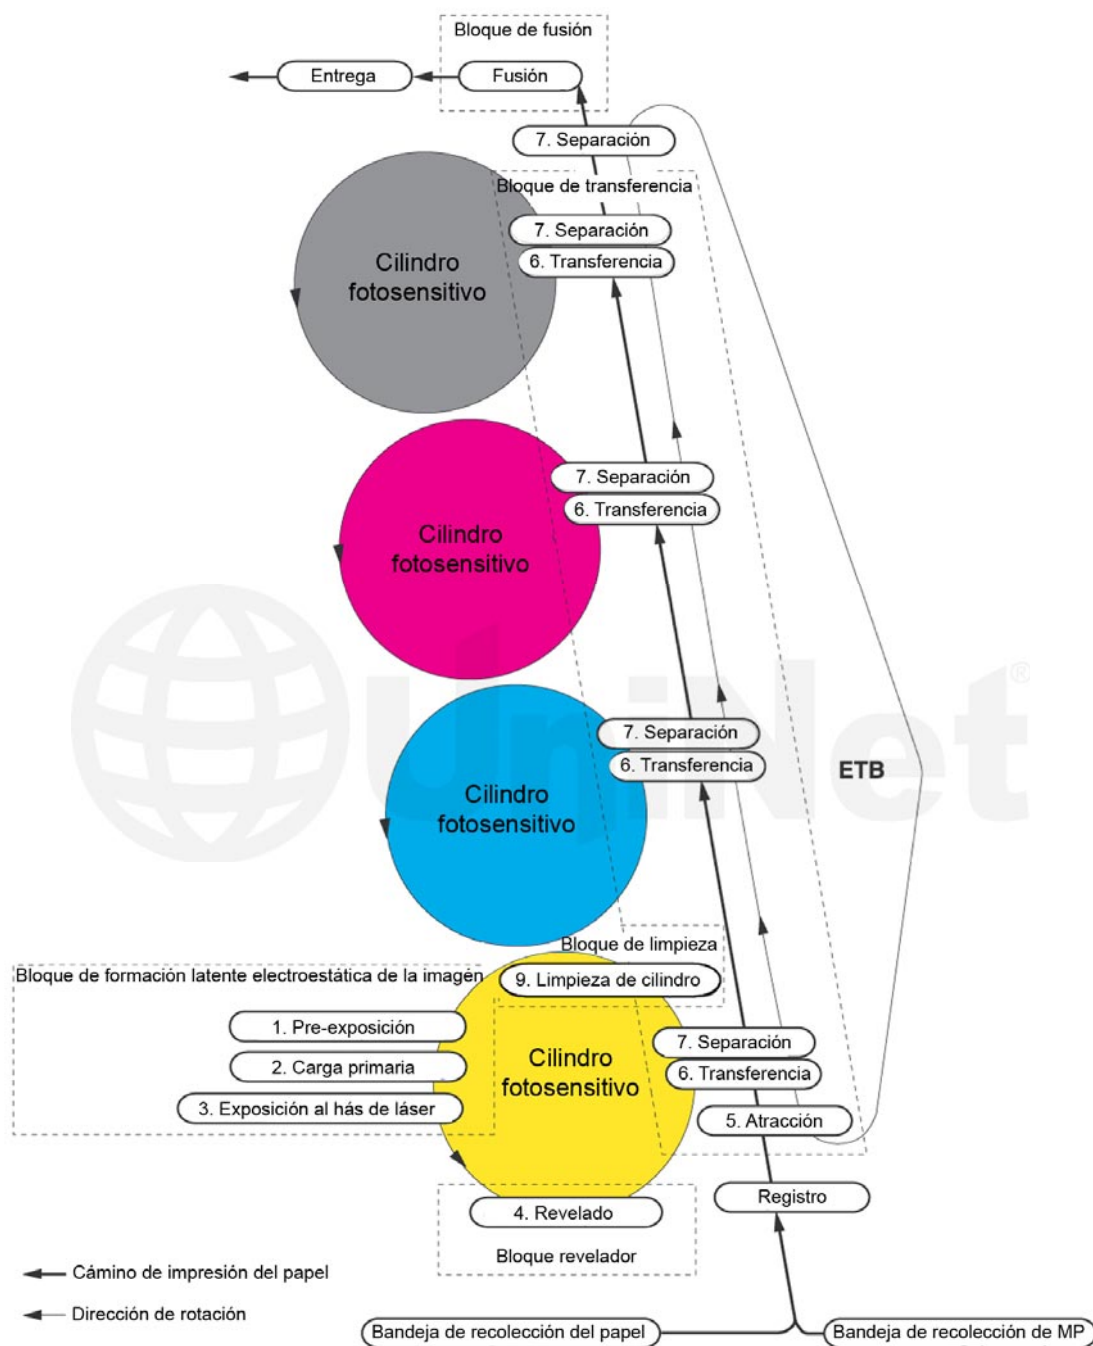 Bloque de fusión
Entrega
Fusión
7. Separación
Bloque de transferencia
7. Separación
6. Transferencia
Cilindro
fotosensitivo
7. Separación
6. Transferencia
Cilindro
fotosensitivo
UniNet®
7. Separación
6. Transferencia
ETB
Cilindro
fotosensitivo
Bloque de limpieza
Bloque de formación latente electroestática de la imagén
9. Limpieza de cilindro
1. Pre-exposición
7. Separación
Cilindro
fotosensitivo
2. Carga primaria
6. Transferencia
3. Exposición al hás de láser
5. Atracción
Registro
4. Revelado
Bloque revelador
Cámino de impresión del papel
Dirección de rotación
Bandeja de recolección del papel
Bandeja de recolección de MP